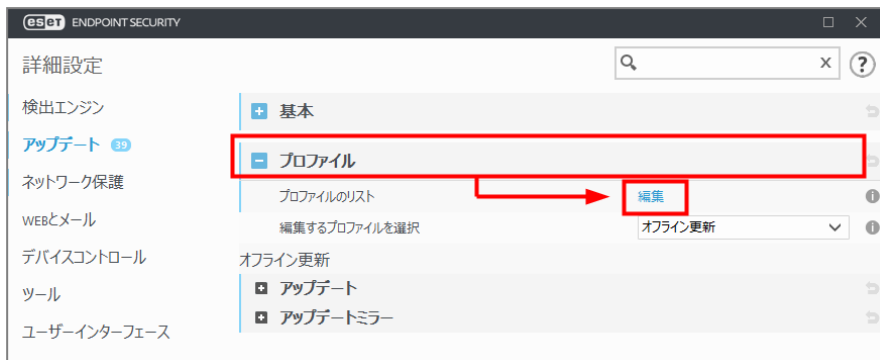 eset ENDPOINT SECURITY
詳細設定
検出エンジン
アップデート 39
ネットワーク保護
WEBとメール
デバイスコントロール
ツール
ユーザーインターフェース
基本
プロファイル
プロファイルのリスト 編集
編集するプロファイルを選択 オフライン更新
オフライン更新
アップデート
アップデートミラー